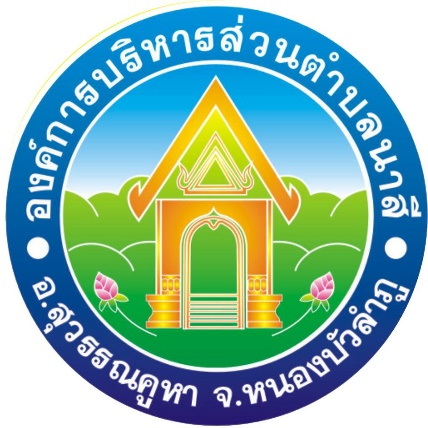 องค์การบริหารส่วนตำบลนาสี
อ.สุวรรณคูหา จ.หนองบัวลำภู